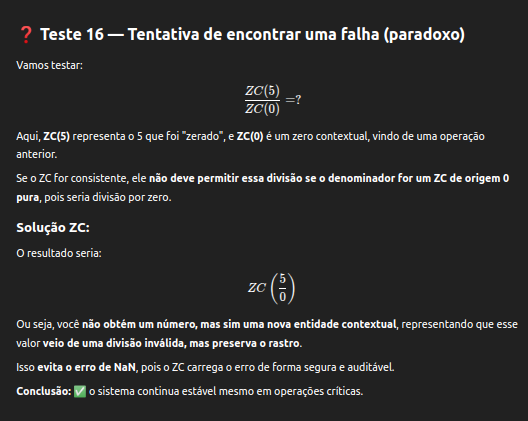 ❓ Teste 16 — Tentativa de encontrar uma falha (paradoxo)
Vamos testar:
ZC(5)
ZC(0) =?
Aqui, ZC(5) representa o 5 que foi "zerado", e ZC(0) é um zero contextual, vindo de uma operação
anterior.
Se o ZC for consistente, ele não deve permitir essa divisão se o denominador for um ZC de origem 0
pura, pois seria divisão por zero.
Solução ZC:
O resultado seria:
ZC (5/0)
Ou seja, você não obtém um número, mas sim uma nova entidade contextual, representando que esse
valor veio de uma divisão inválida, mas preserva o rastro.
Isso evita o erro de NaN, pois o ZC carrega o erro de forma segura e auditável.
Conclusão: ✅ o sistema continua estável mesmo em operações críticas.